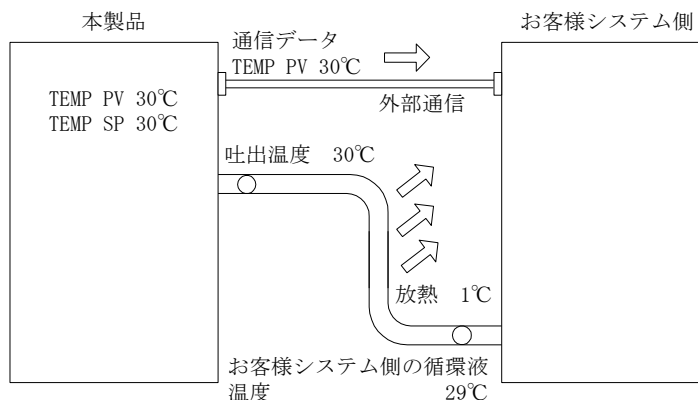 本製品
お客様システム側
通信データ
TEMP PV 30℃
外部通信
TEMP PV 30℃
TEMP SP 30℃
吐出温度 30℃
放熱 1℃
お客様システム側の循環液
温度 29℃